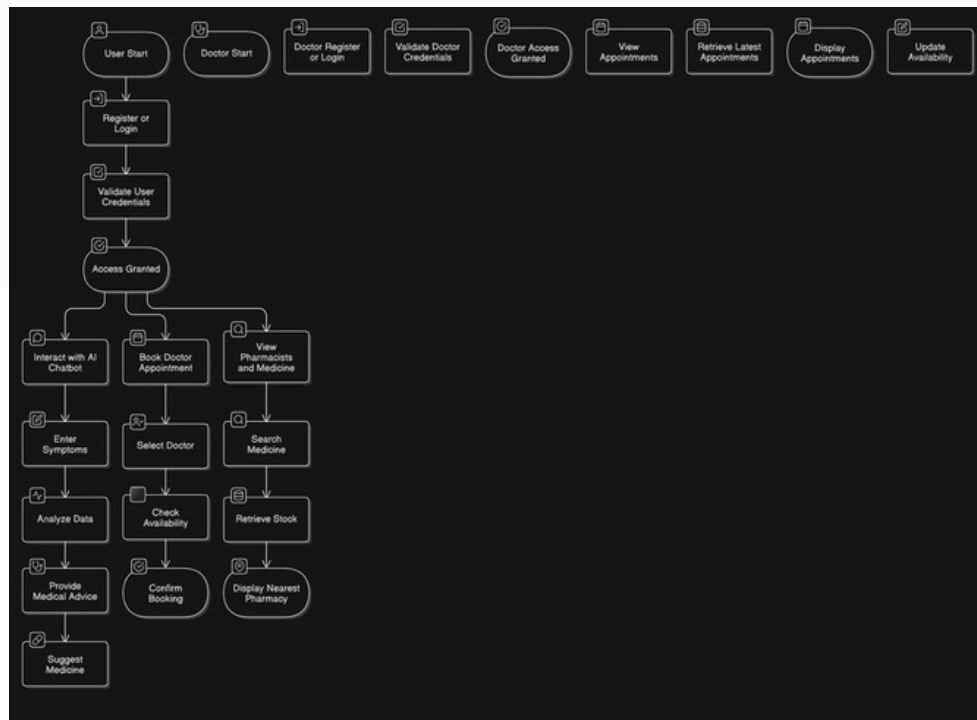 User Start
Doctor Start
Doctor Register
or Login
Validate Doctor
Credentials
Doctor Access
Granted
View
Appointments
Retrieve Latest
Appointments
Display
Appointments
Update
Availability
Register or
Login
Validate User
Credentials
Access Granted
Interact with AI
Chatbot
Book Doctor
Appointment
View
Pharmacists
and Medicine
Enter
Symptoms
Select Doctor
Search
Medicine
Analyze Data
Check
Availability
Retrieve Stock
Provide
Medical Advice
Confirm
Booking
Display Nearest
Pharmacy
Suggest
Medicine